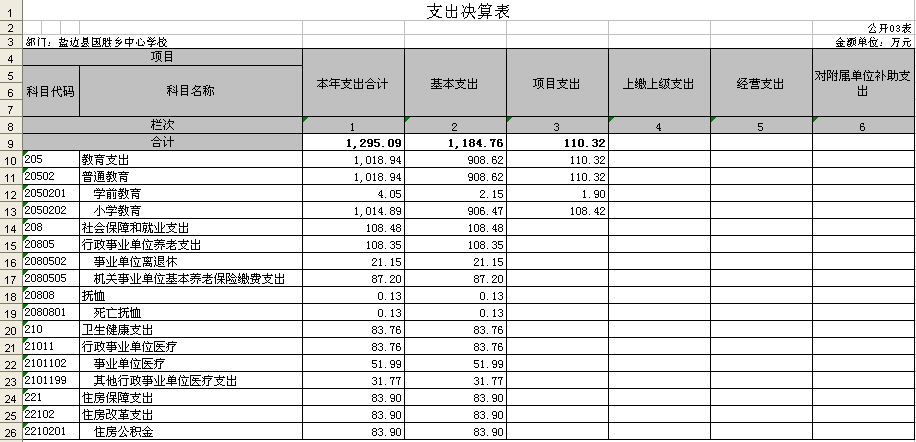 支出决算表
公开03表
部门：盐边县国胜乡中心学校 金额单位：万元
项目 本年支出合计 基本支出 项目支出 上缴上级支出 经营支出 对附属单位补助支出
科目代码 科目名称
栏次 1 2 3 4 5 6
合计 1,295.09 1,184.76 110.32
205 教育支出 1,018.94 908.62 110.32
20502 普通教育 1,018.94 908.62 110.32
2050201 学前教育 4.05 2.15 1.90
2050202 小学教育 1,014.89 906.47 108.42
208 社会保障和就业支出 108.48 108.48
20805 行政事业单位养老支出 108.35 108.35
2080502 事业单位离退休 21.15 21.15
2080505 机关事业单位基本养老保险缴费支出 87.20 87.20
20808 抚恤 0.13 0.13
2080801 死亡抚恤 0.13 0.13
210 卫生健康支出 83.76 83.76
21011 行政事业单位医疗 83.76 83.76
2101102 事业单位医疗 51.99 51.99
2101199 其他行政事业单位医疗支出 31.77 31.77
221 住房保障支出 83.90 83.90
22102 住房改革支出 83.90 83.90
2210201 住房公积金 83.90 83.90